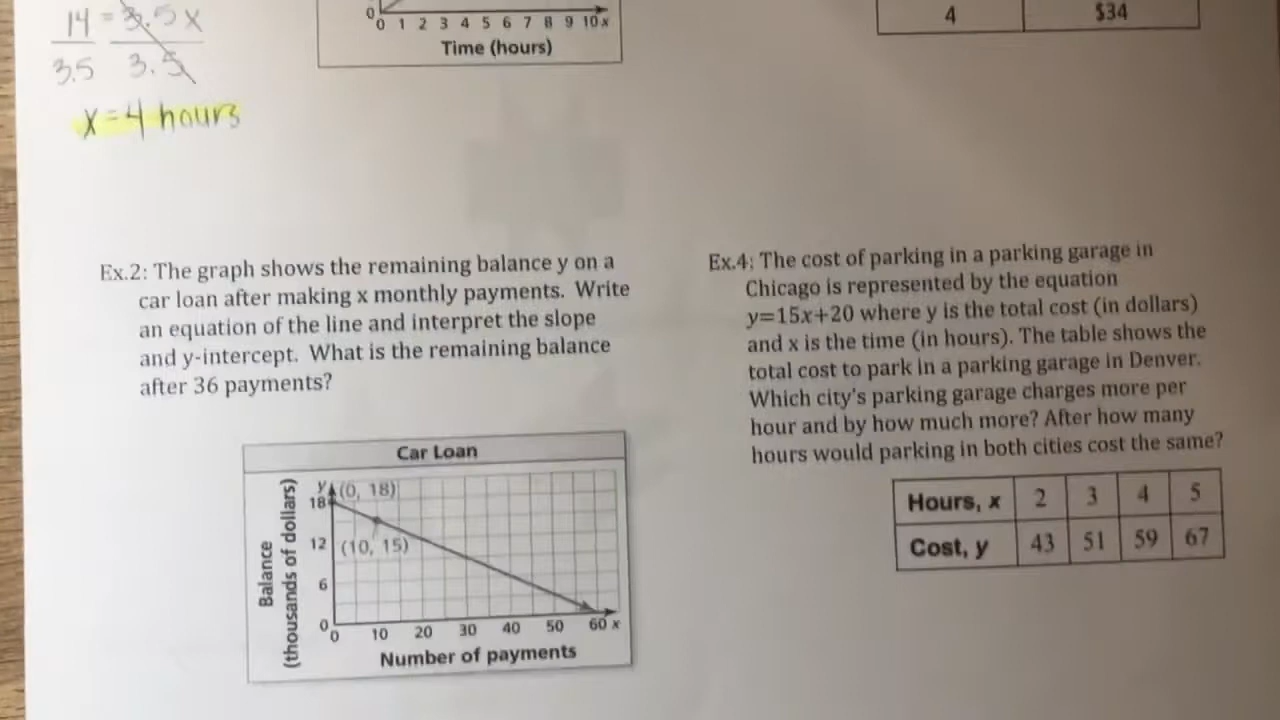 14 = 3.5 x
3.5 3.5
x=4 hours
0
0 1 2 3 4 5 6 7 8 9 10 x
Time (hours)
4 $34
Ex.2: The graph shows the remaining balance y on a
car loan after making x monthly payments. Write
an equation of the line and interpret the slope
and y-intercept. What is the remaining balance
after 36 payments?
Car Loan
Balance
(thousands of dollars)
y
(0, 18)
18
12
(10, 15)
6
0
0 10 20 30 40 50 60 x
Number of payments
Ex.4: The cost of parking in a parking garage in
Chicago is represented by the equation
y=15x+20 where y is the total cost (in dollars)
and x is the time (in hours). The table shows the
total cost to park in a parking garage in Denver.
Which city's parking garage charges more per
hour and by how much more? After how many
hours would parking in both cities cost the same?
Hours, x 2 3 4 5
Cost, y 43 51 59 67